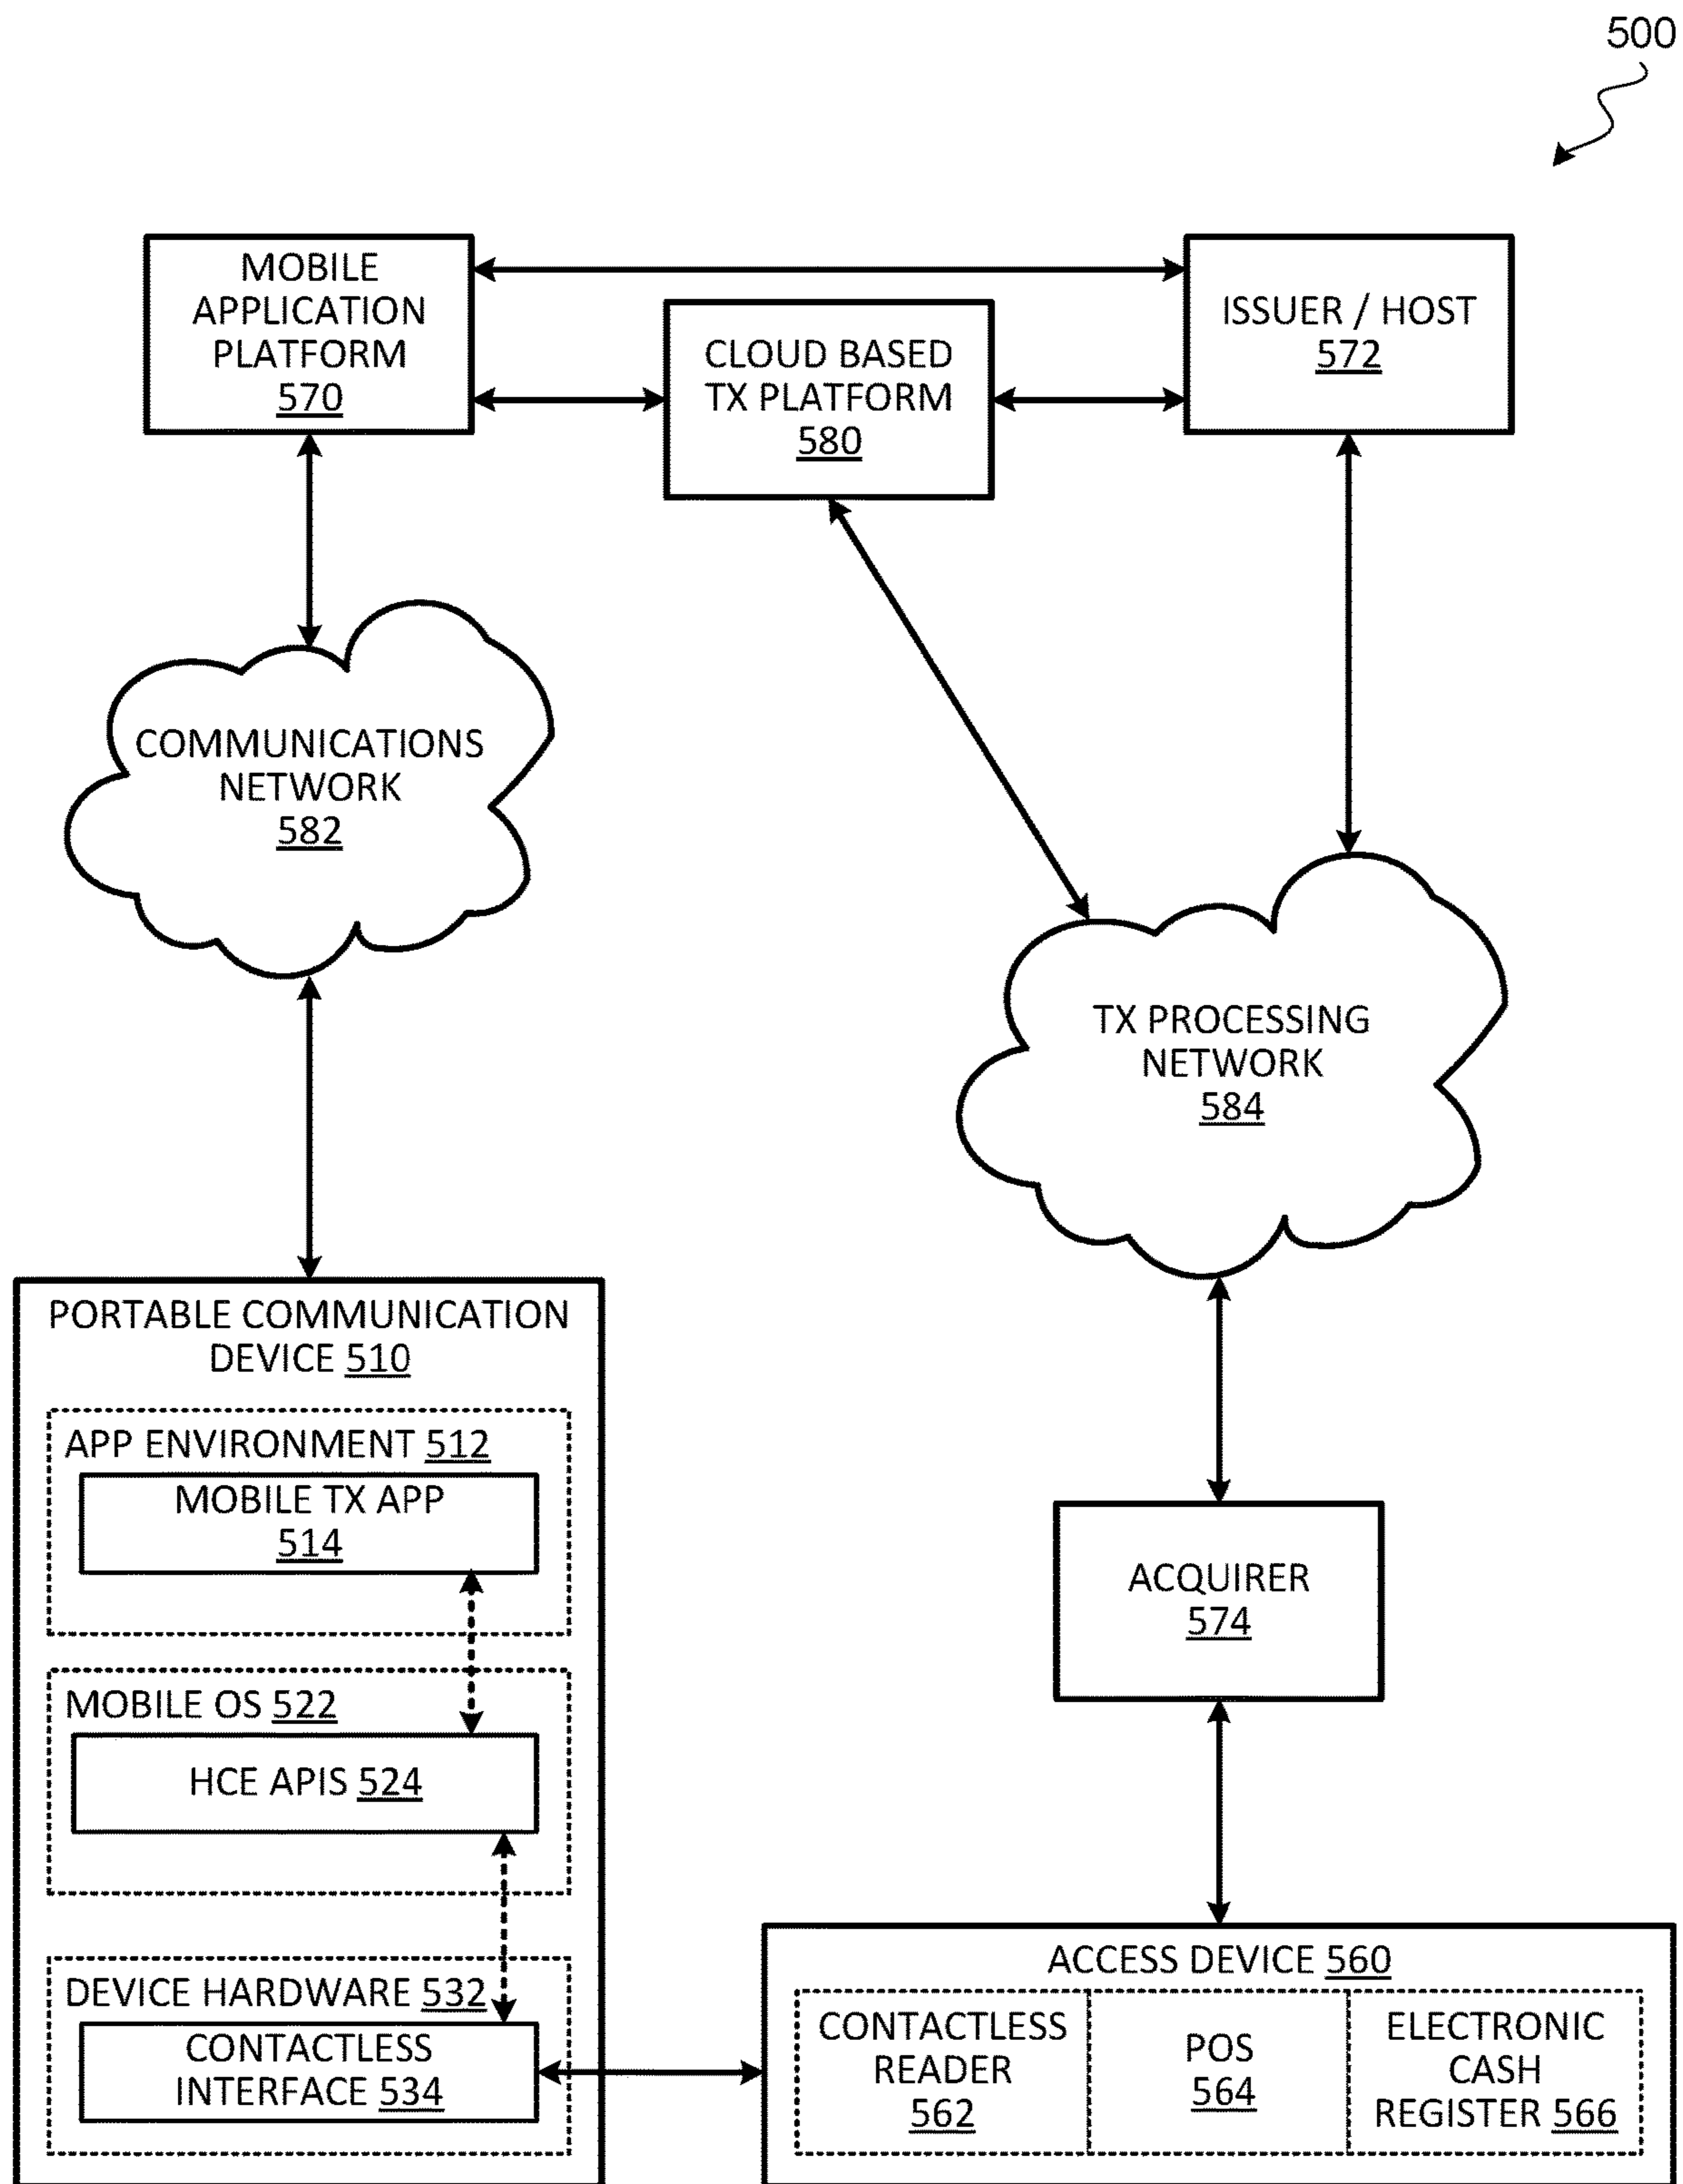 500
MOBILE
APPLICATION
PLATFORM
570
CLOUD BASED
TX PLATFORM
580
ISSUER / HOST
572
COMMUNICATIONS
NETWORK
582
TX PROCESSING
NETWORK
584
PORTABLE COMMUNICATION
DEVICE 510
APP ENVIRONMENT 512
MOBILE TX APP
514
MOBILE OS 522
HCE APIS 524
DEVICE HARDWARE 532
CONTACTLESS
INTERFACE 534
ACQUIRER
574
ACCESS DEVICE 560
CONTACTLESS
READER
562
POS
564
ELECTRONIC
CASH
REGISTER 566